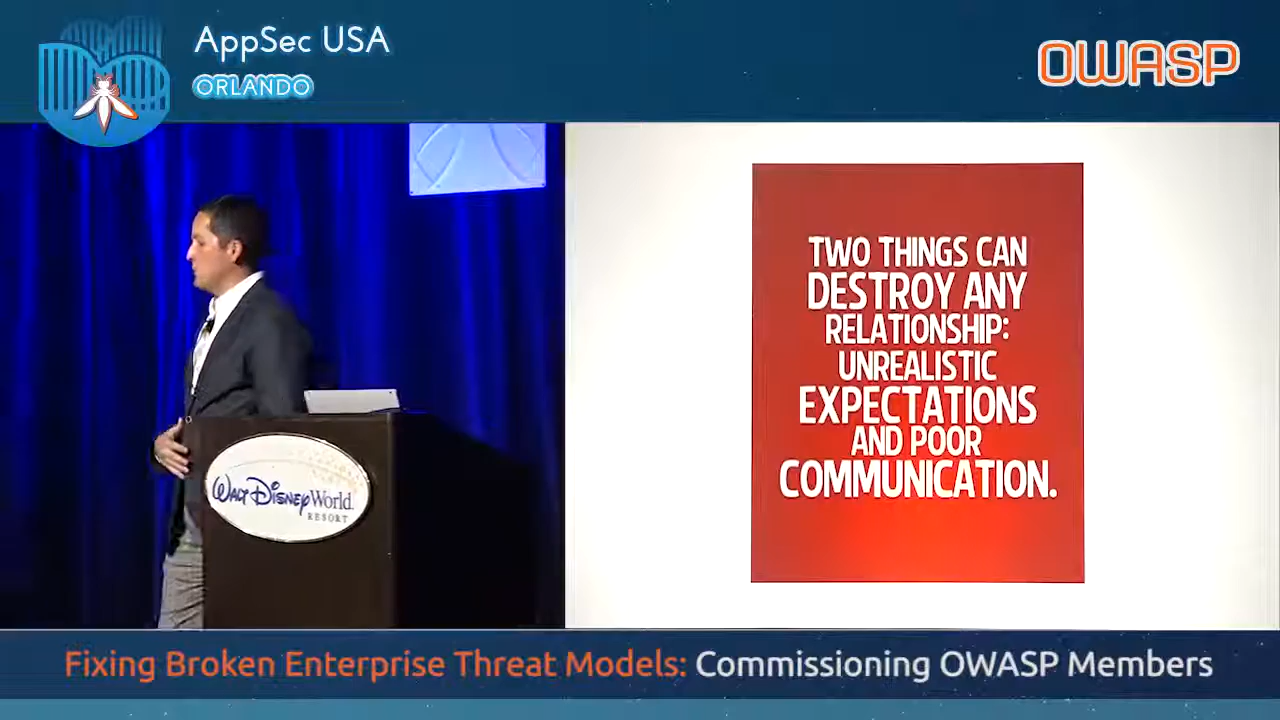 AppSec USA
ORLANDO
OWASP
TWO THINGS CAN
DESTROY ANY
RELATIONSHIP:
UNREALISTIC
EXPECTATIONS
AND POOR
COMMUNICATION.
WALT DISNEY World.
RESORT
Fixing Broken Enterprise Threat Models: Commissioning OWASP Members